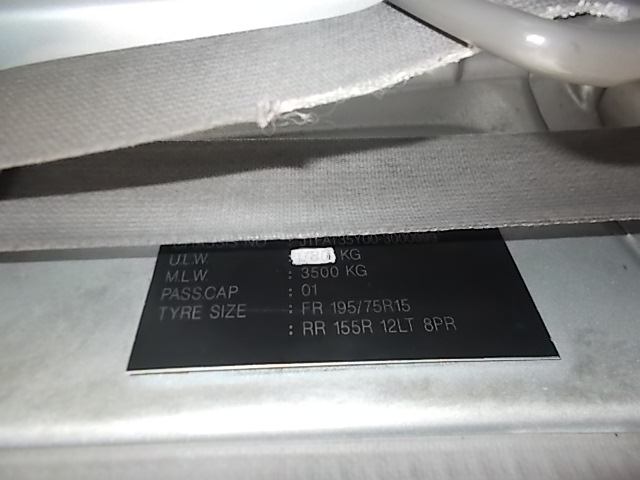 U.L.W KG
M.L.W. : 3500 KG
PASS.CAP : 01
TYRE SIZE : FR 195/75R15
: RR 155R 12LT 8PR